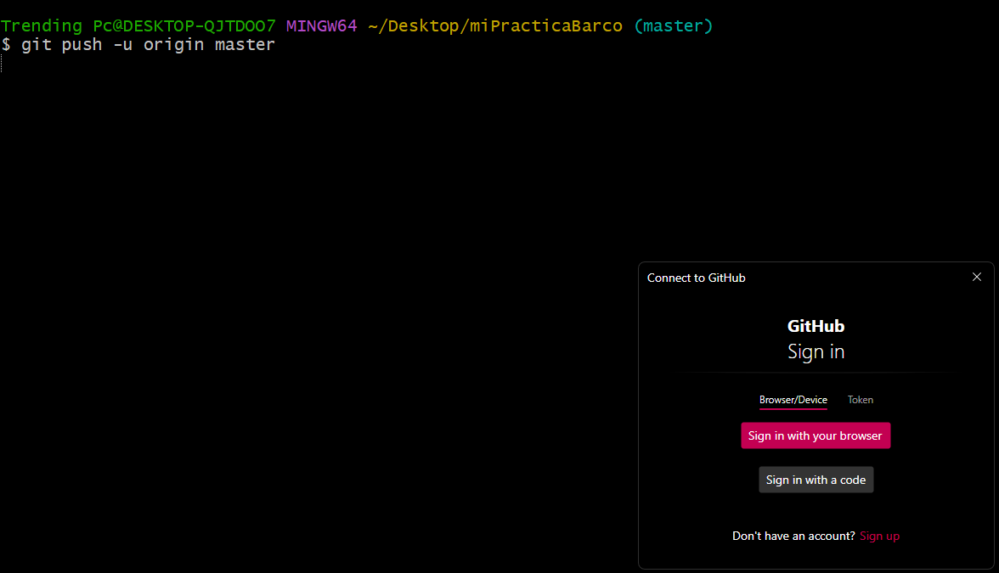 Trending Pc@DESKTOP-QJTDOO7 MINGW64 ~/Desktop/miPracticaBarco (master)
$ git push -u origin master
Connect to GitHub
GitHub
Sign in
Browser/Device Token
Sign in with your browser
Sign in with a code
Don't have an account? Sign up